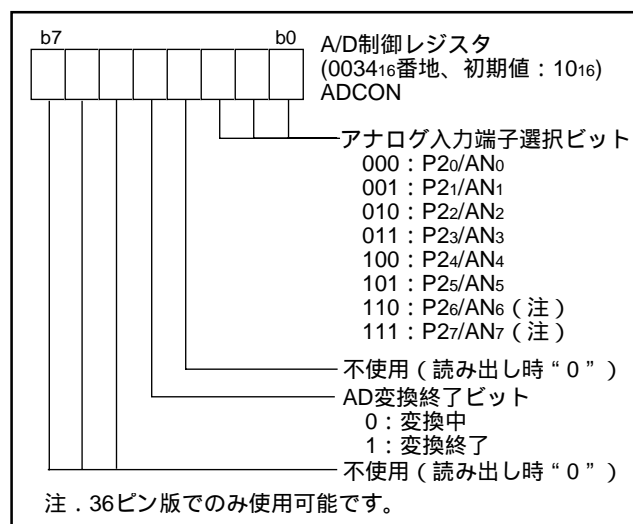 b7 b0
A/D制御レジスタ
(003416番地、初期値：1016)
ADCON
アナログ入力端子選択ビット
000：P20/AN0
001：P21/AN1
010：P22/AN2
011：P23/AN3
100：P24/AN4
101：P25/AN5
110：P26/AN6（注）
111：P27/AN7（注）
不使用（読み出し時“0”）
AD変換終了ビット
0：変換中
1：変換終了
不使用（読み出し時“0”）
注．36ピン版でのみ使用可能です。